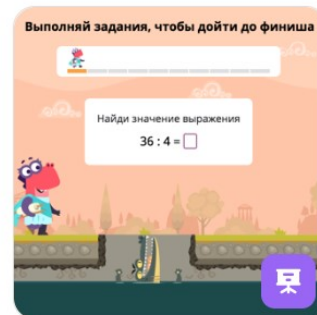 Выполняй задания, чтобы дойти до финиша
Найди значение выражения
36 : 4 =